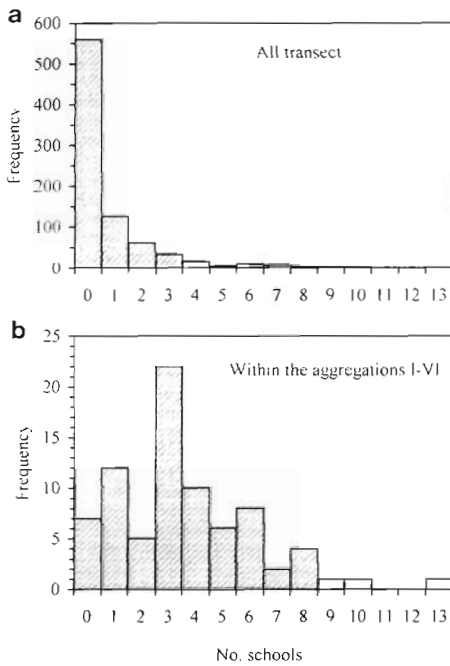 a
All transect
Frequency
600
500
400
300
200
100
0
0 1 2 3 4 5 6 7 8 9 10 11 12 13
b
Within the aggregations I-VI
Frequency
25
20
15
10
5
0
0 1 2 3 4 5 6 7 8 9 10 11 12 13
No. schools